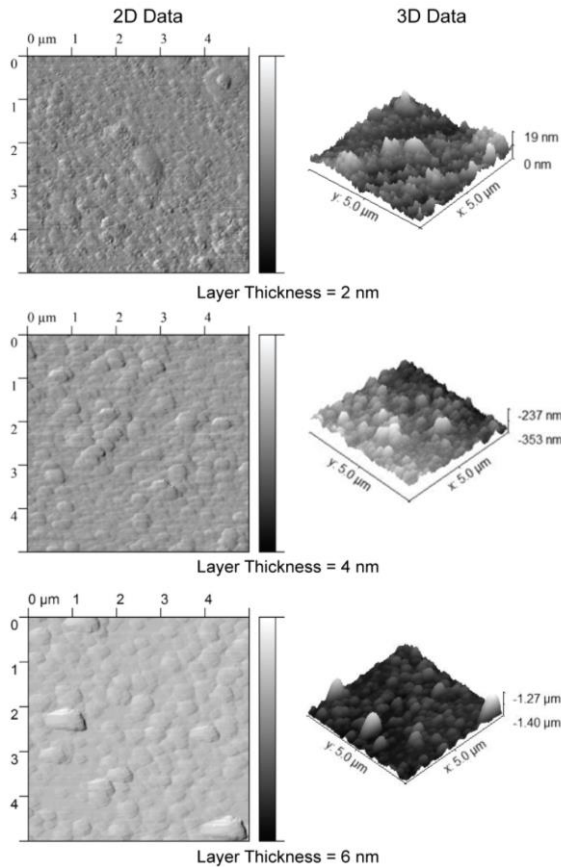 2D Data 3D Data
0 µm 1 2 3 4
0
1
2
3
4
19 nm
0 nm
y: 5.0 µm x: 5.0 µm
Layer Thickness = 2 nm
0 µm 1 2 3 4
0
1
2
3
4
-237 nm
-353 nm
y: 5.0 µm x: 5.0 µm
Layer Thickness = 4 nm
0 µm 1 2 3 4
0
1
2
3
4
-1.27 µm
-1.40 µm
y: 5.0 µm x: 5.0 µm
Layer Thickness = 6 nm